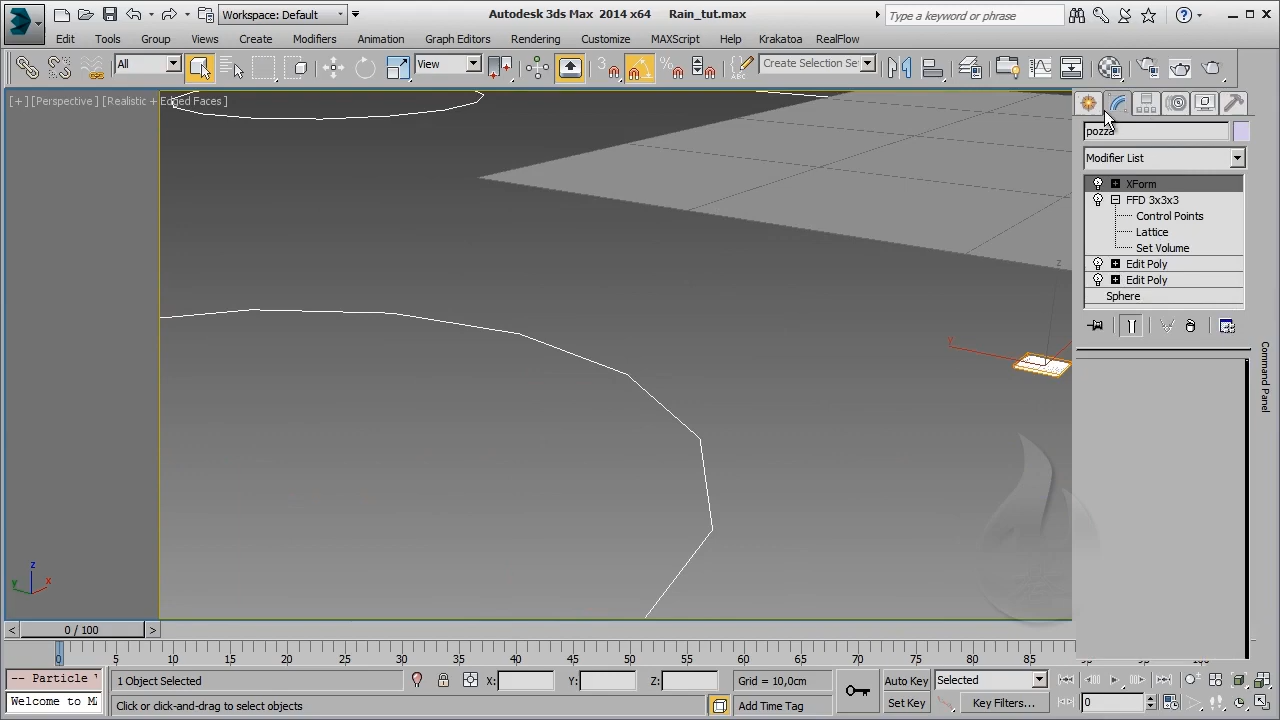 Workspace: Default
Autodesk 3ds Max 2014 x64 Rain_tut.max
Type a keyword or phrase
Edit Tools Group Views Create Modifiers Animation Graph Editors Rendering Customize MAXScript Help Krakatoa RealFlow
All View 3 % Create Selection Se
[+][Perspective][Realistic + Edged Faces]
pozza
Modifier List
XForm
FFD 3x3x3
Control Points
Lattice
Set Volume
Edit Poly
Edit Poly
Sphere
Command Panel
z
y
z
y x
< 0 / 100 >
0 5 10 15 20 25 30 35 40 45 50 55 60 65 70 75 80 85
-- Particle
1 Object Selected X: Y: Z: Grid = 10,0cm Auto Key Selected
Welcome to M
Click or click-and-drag to select objects Add Time Tag Set Key Key Filters... 0